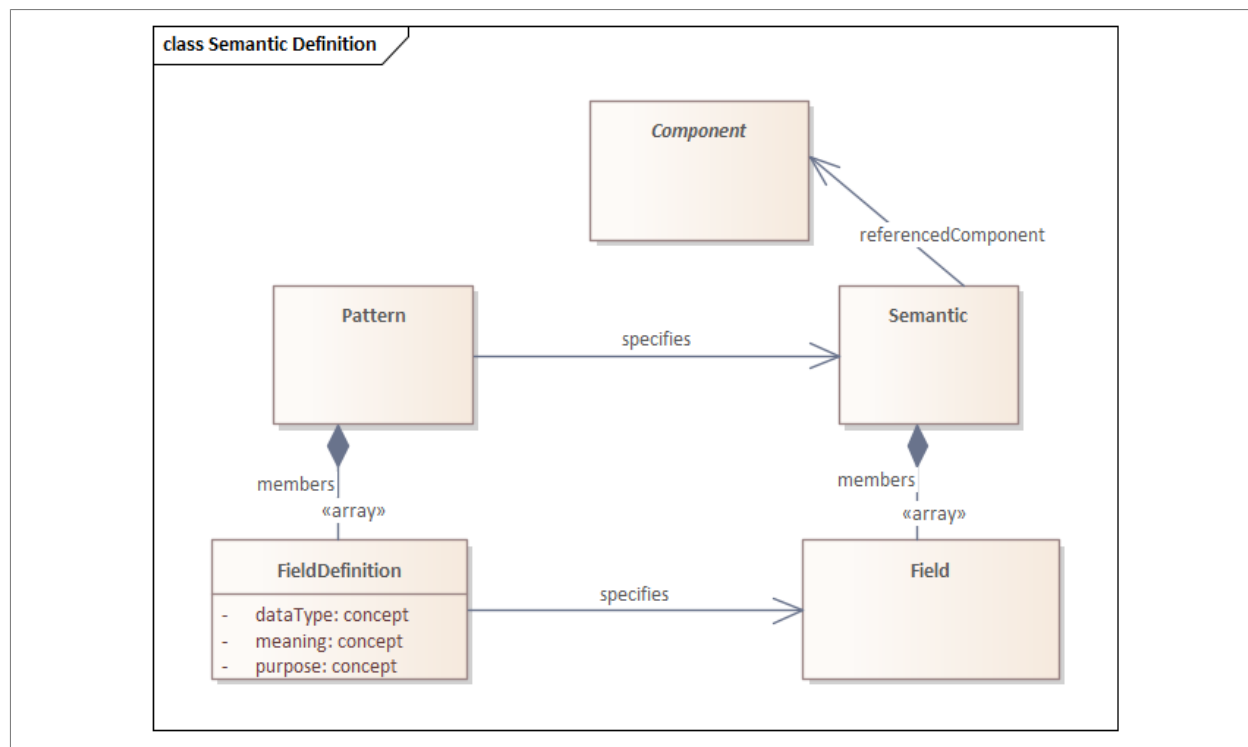 class Semantic Definition
Component
referencedComponent
Pattern
specifies
Semantic
members
«array»
members
«array»
FieldDefinition
- dataType: concept
- meaning: concept
- purpose: concept
specifies
Field